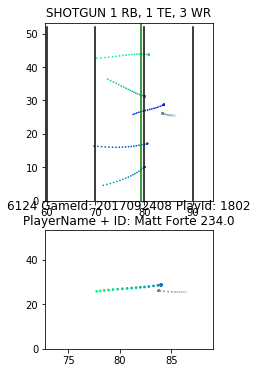 SHOTGUN 1 RB, 1 TE, 3 WR
50
40
30
20
10
0
60 70 80 90
6124 GameId: 2017092408 PlayId: 1802
PlayerName + ID: Matt Forte 234.0
40
20
0
75 80 85